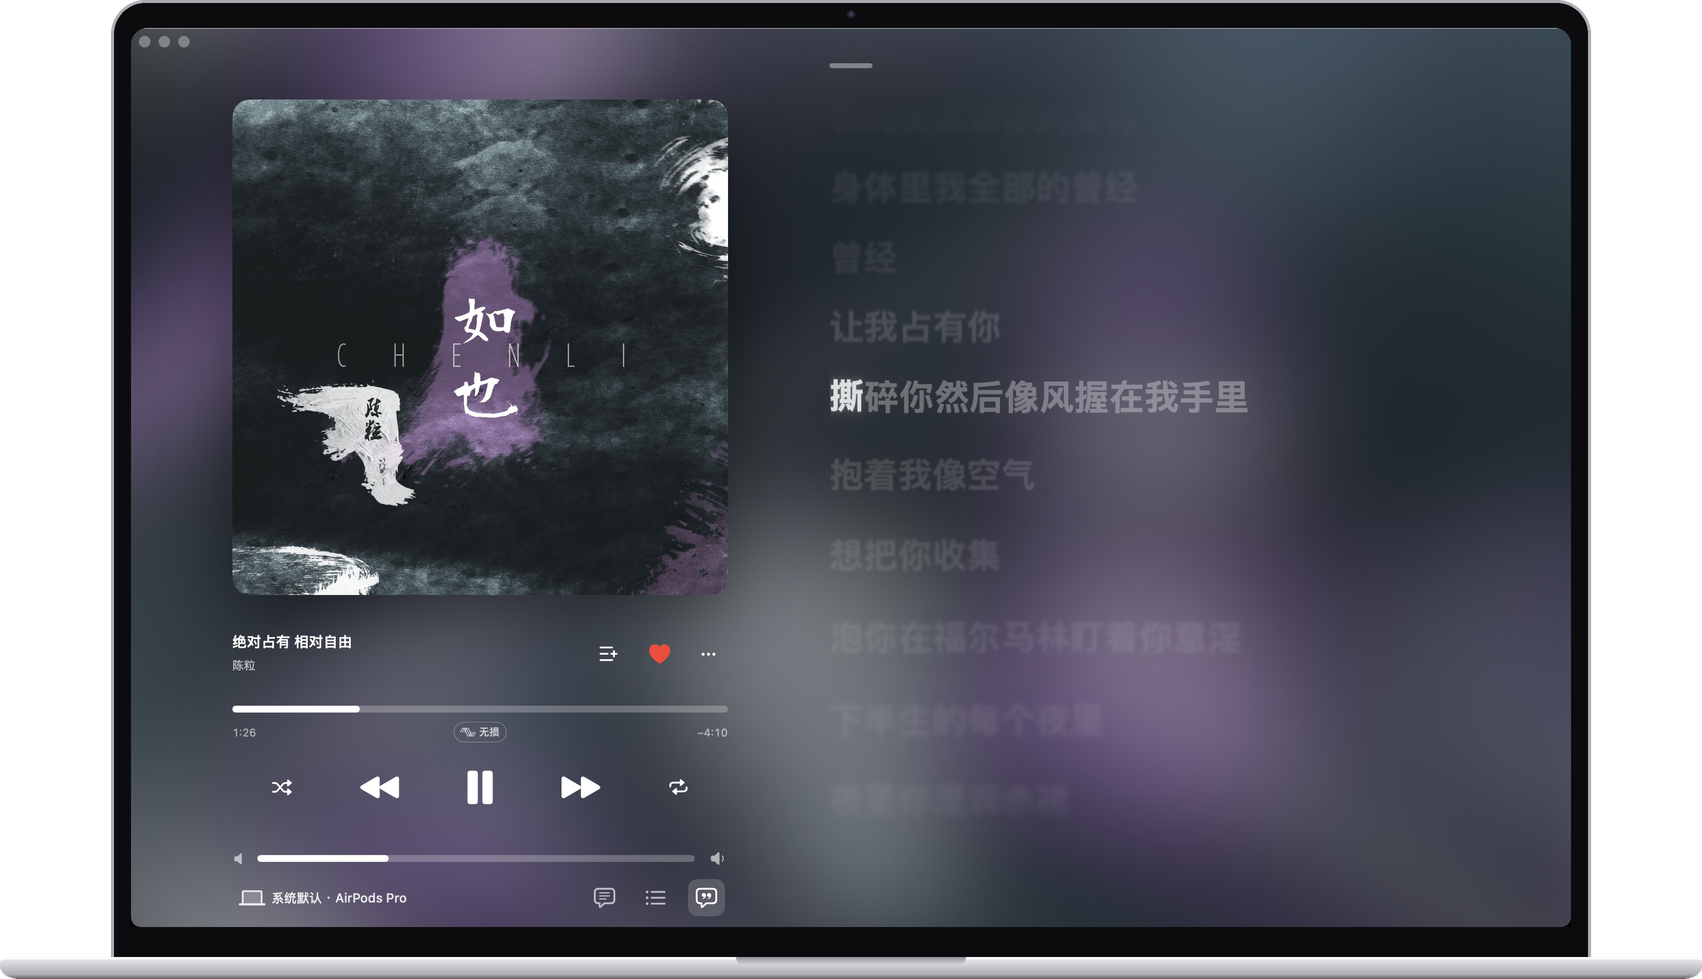 如
CHENLI
也
陈
粒
绝对占有 相对自由
陈粒
1:26
无损
−4:10
系统默认 · AirPods Pro
身体里我全部的曾经
曾经
让我占有你
撕碎你然后像风握在我手里
抱着我像空气
想把你收集
泡你在福尔马林盯着你意淫
下半生的每个夜里